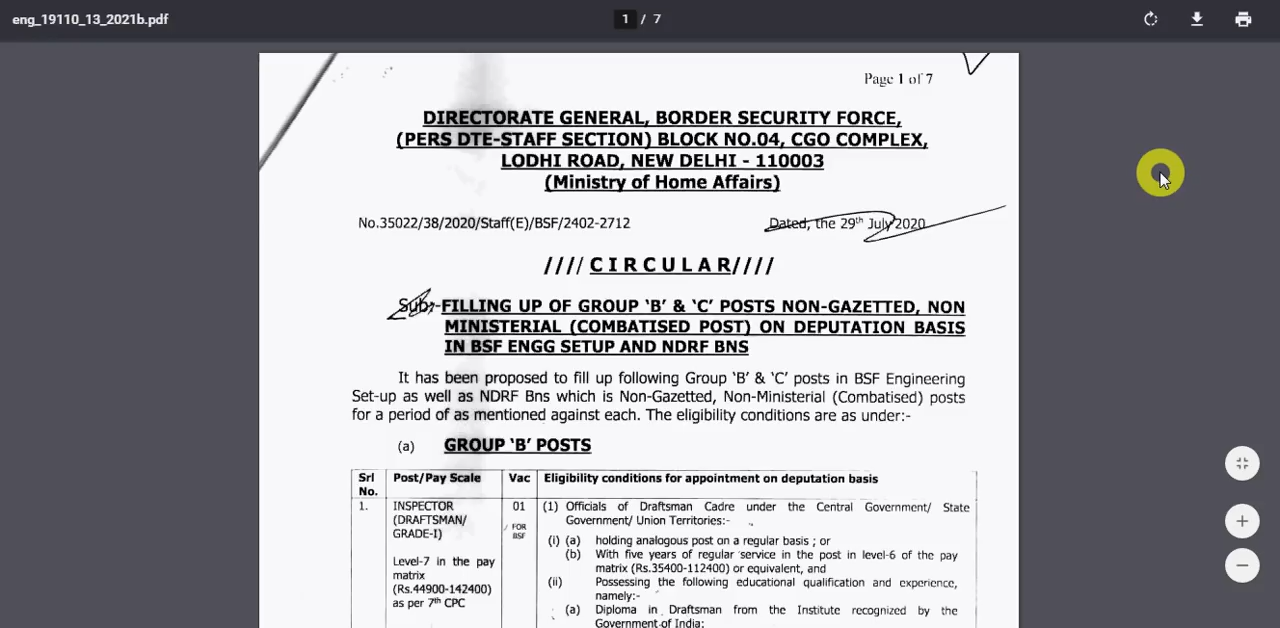 eng_19110_13_2021b.pdf
1 / 7
Page 1 of 7
DIRECTORATE GENERAL, BORDER SECURITY FORCE,
(PERS DTE-STAFF SECTION) BLOCK NO.04, CGO COMPLEX,
LODHI ROAD, NEW DELHI - 110003
(Ministry of Home Affairs)
No.35022/38/2020/Staff(E)/BSF/2402-2712 Dated, the 29th July 2020
//// C I R C U L A R////
Sub:-FILLING UP OF GROUP ‘B’ & ‘C’ POSTS NON-GAZETTED, NON
MINISTERIAL (COMBATISED POST) ON DEPUTATION BASIS
IN BSF ENGG SETUP AND NDRF BNS
It has been proposed to fill up following Group ‘B’ & ‘C’ posts in BSF Engineering
Set-up as well as NDRF Bns which is Non-Gazetted, Non-Ministerial (Combatised) posts
for a period of as mentioned against each. The eligibility conditions are as under:-
(a) GROUP ‘B’ POSTS
Srl No. Post/Pay Scale Vac Eligibility conditions for appointment on deputation basis
1. INSPECTOR (DRAFTSMAN/ GRADE-I) 01 FOR BSF
Level-7 in the pay
matrix
(Rs.44900-142400)
as per 7th CPC
(1) Officials of Draftsman Cadre under the Central Government/ State
Government/ Union Territories:-
(i) (a) holding analogous post on a regular basis ; or
(b) With five years of regular service in the post in level-6 of the pay
matrix (Rs.35400-112400) or equivalent, and
(ii) Possessing the following educational qualification and experience,
namely:-
(a) Diploma in Draftsman from the Institute recognized by the
Government of India: